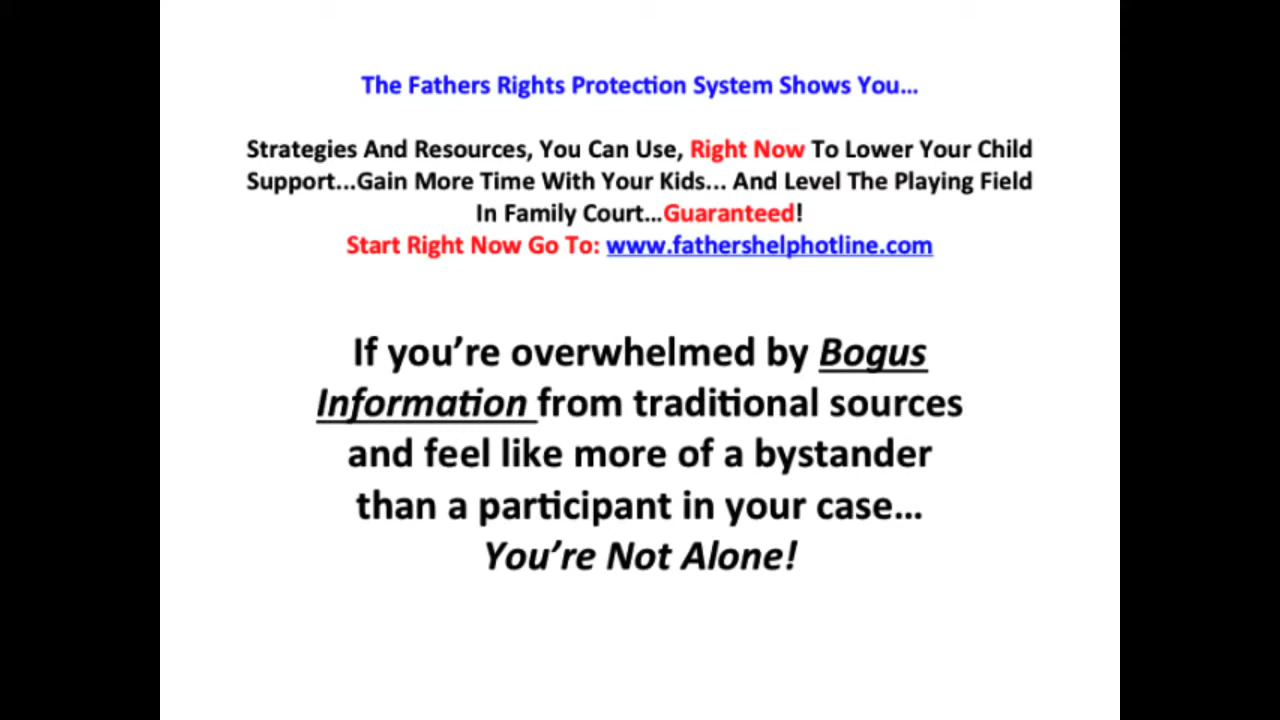 The Fathers Rights Protection System Shows You...
Strategies And Resources, You Can Use, Right Now To Lower Your Child
Support...Gain More Time With Your Kids... And Level The Playing Field
In Family Court...Guaranteed!
Start Right Now Go To: www.fathershelphotline.com
If you’re overwhelmed by Bogus
Information from traditional sources
and feel like more of a bystander
than a participant in your case...
You’re Not Alone!